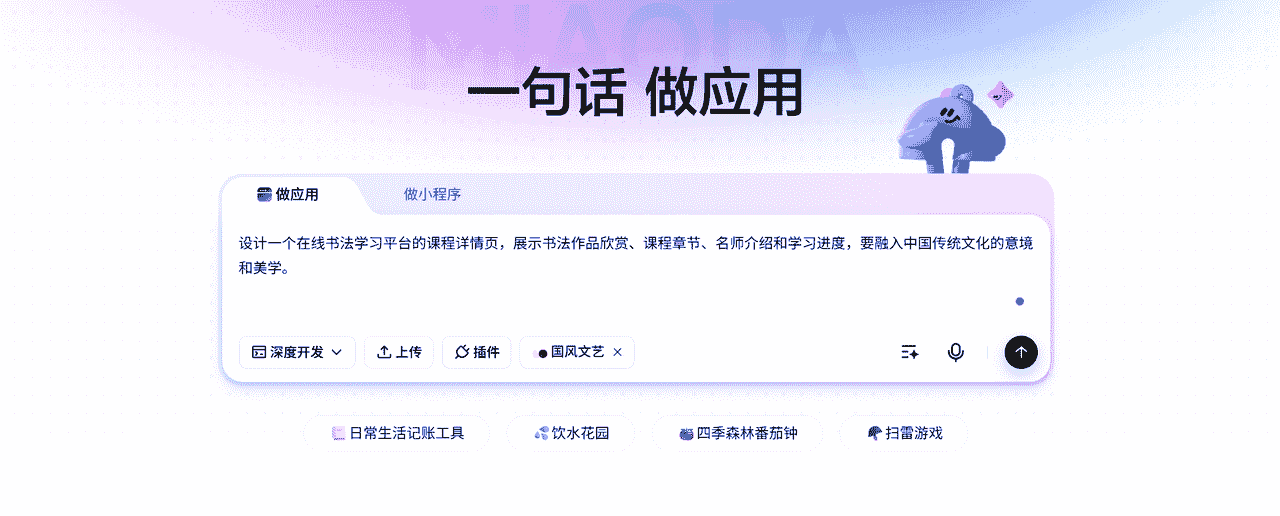 MIAODA
一句话 做应用
做应用 做小程序
设计一个在线书法学习平台的课程详情页，展示书法作品欣赏、课程章节、名师介绍和学习进度，要融入中国传统文化的意境
和美学。
深度开发 上传 插件 国风文艺
日常生活记账工具 饮水花园 四季森林番茄钟 扫雷游戏